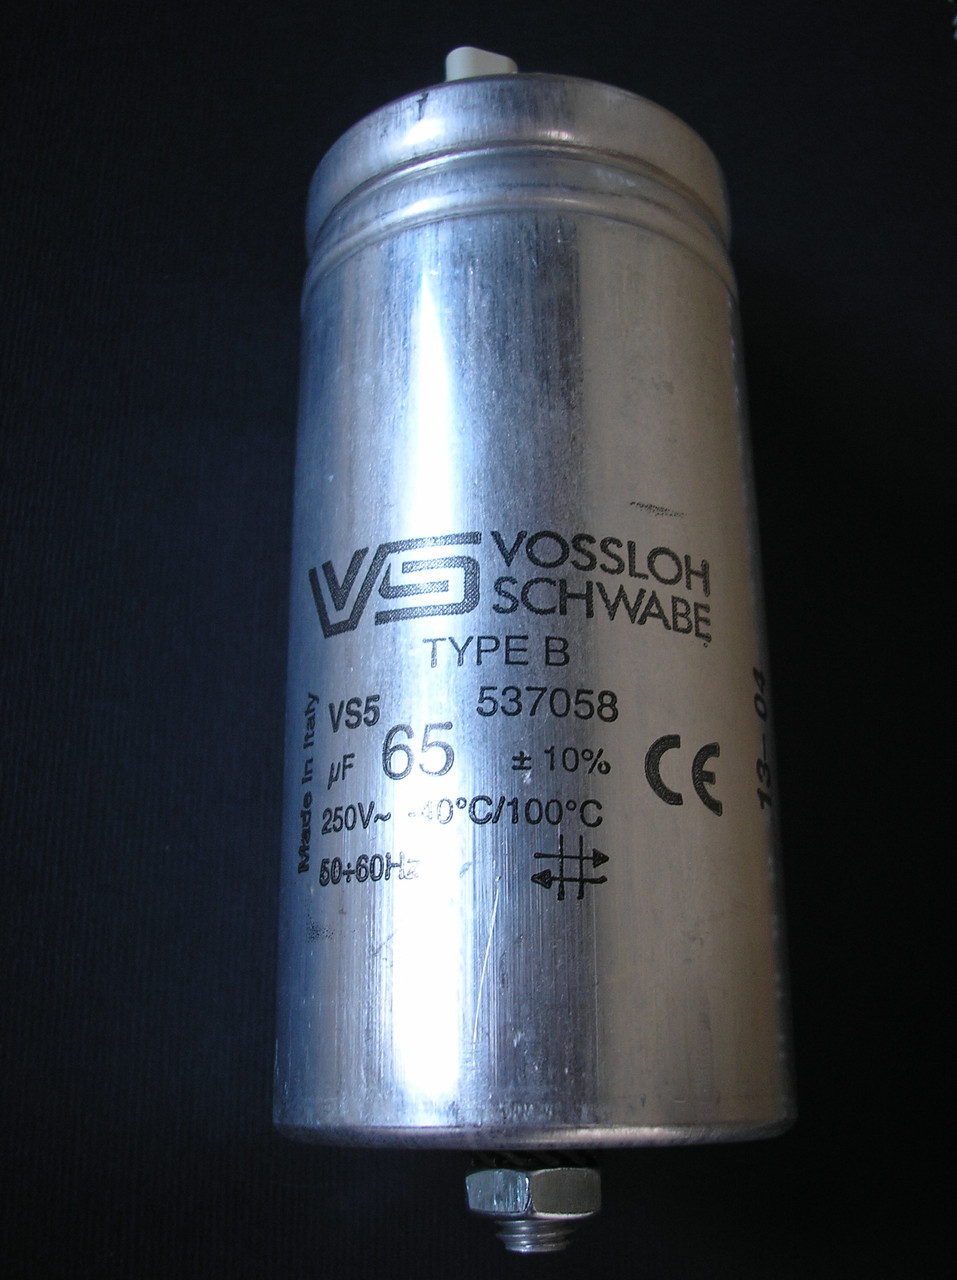 VS VOSSLOH
SCHWABE
TYPE B
VS5 537058
µF 65 ± 10%
250V~ -40°C/100°C
50÷60Hz
CE
Made in Italy
13-04